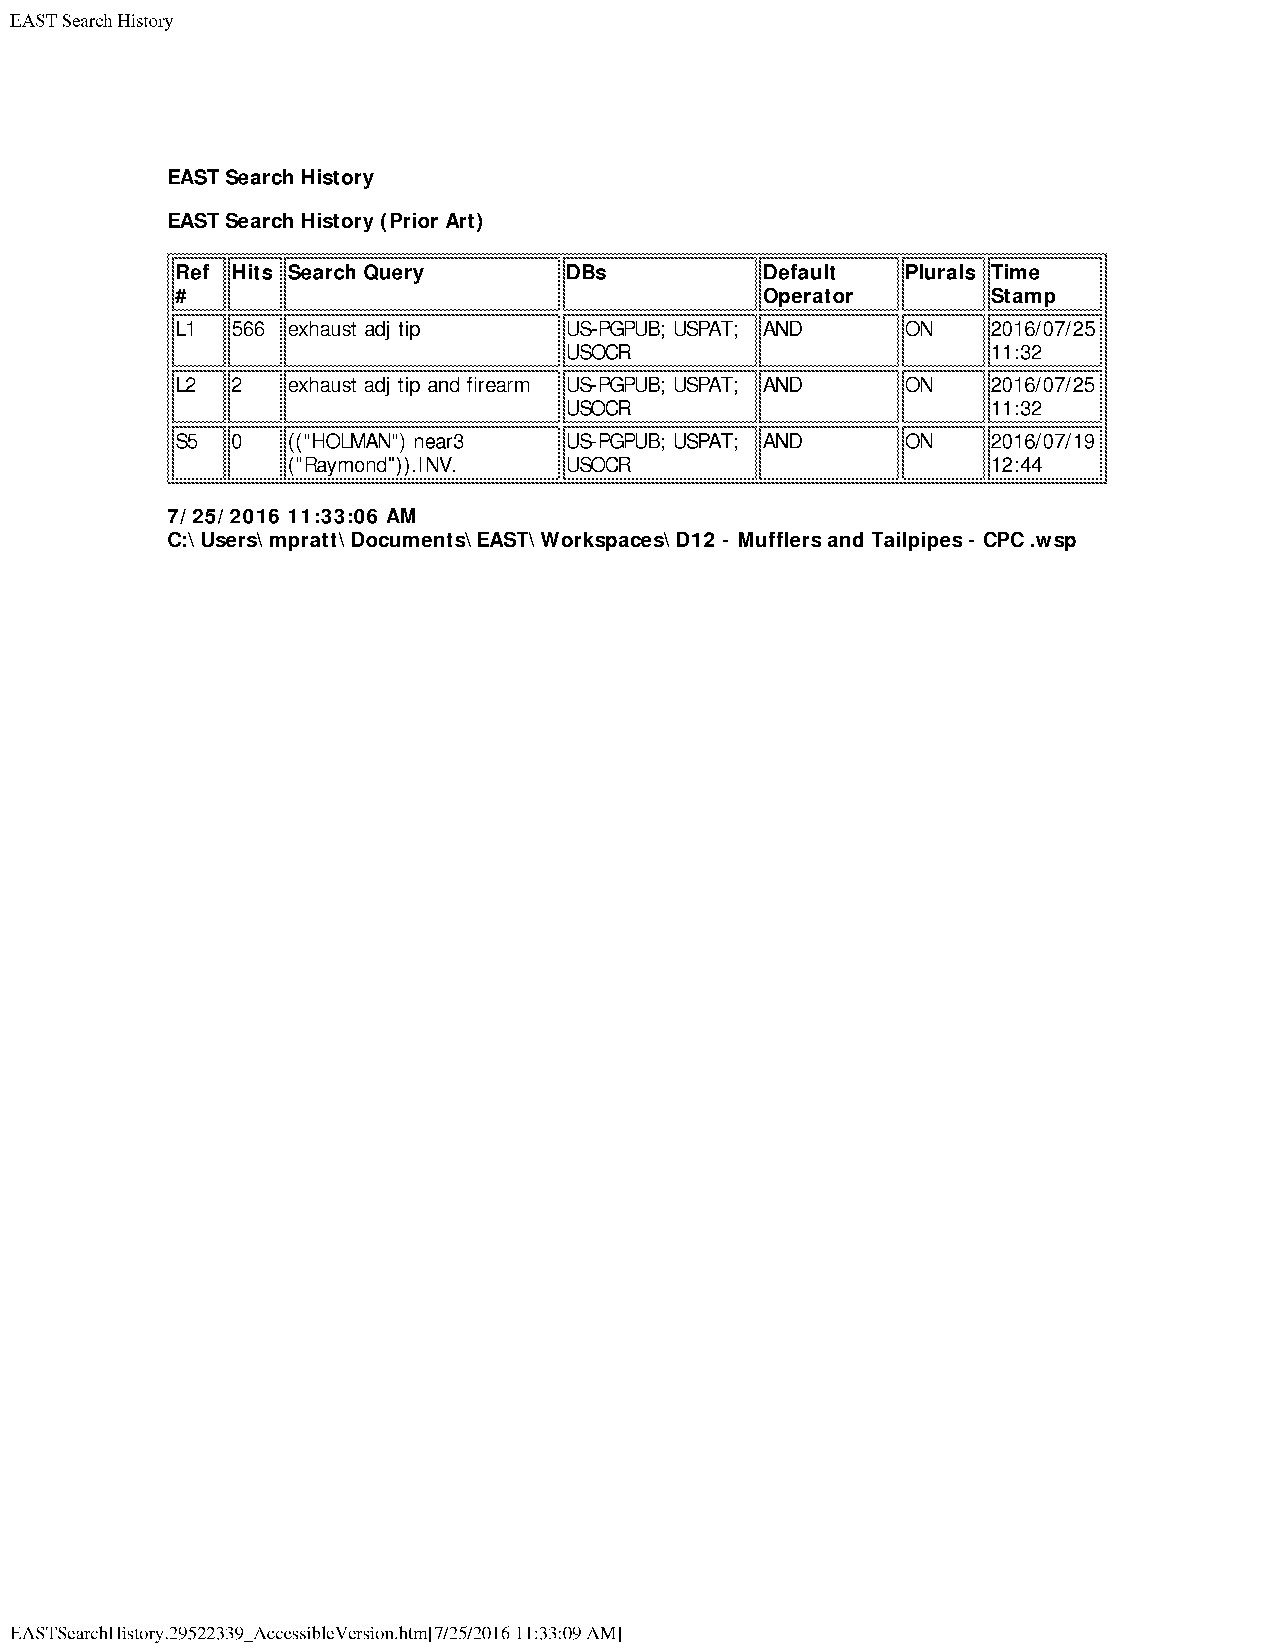 EAST Search History
EAST Search History
EAST Search History (Prior Art)
Ref # Hits Search Query DBs Default Operator Plurals Time Stamp
L1 566 exhaust adj tip US-PGPUB; USPAT; USOCR AND ON 2016/07/25 11:32
L2 2 exhaust adj tip and firearm US-PGPUB; USPAT; USOCR AND ON 2016/07/25 11:32
S5 0 (("HOLMAN") near3 ("Raymond")).INV. US-PGPUB; USPAT; USOCR AND ON 2016/07/19 12:44
7/25/2016 11:33:06 AM
C:\Users\mpratt\Documents\EAST\Workspaces\D12 - Mufflers and Tailpipes - CPC .wsp
EASTSearchHistory.29522339_AccessibleVersion.htm[7/25/2016 11:33:09 AM]